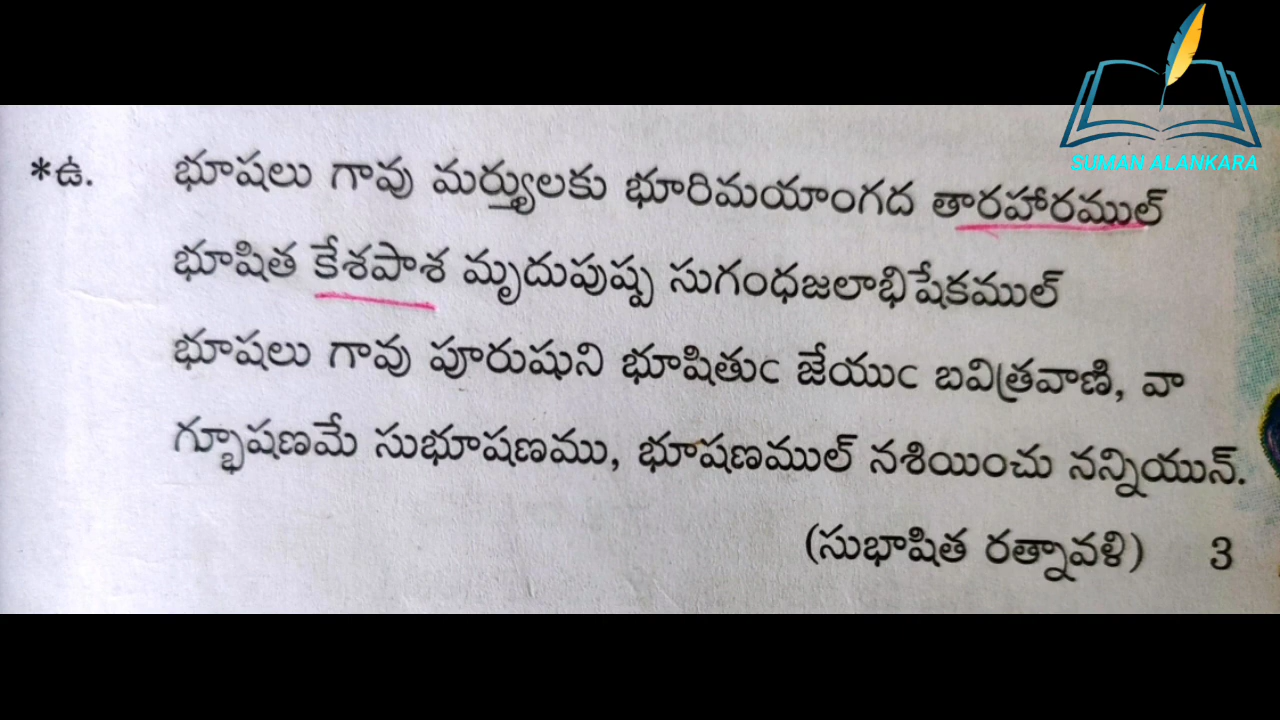 SUMAN ALANKARA
*ఉ. భూషలు గావు మర్త్యులకు భూరిమయాంగద తారహారముల్
భూషిత కేశపాశ మృదుపుష్ప సుగంధజలాభిషేకముల్
భూషలు గావు పూరుషుని భూషితుఁ జేయుఁ బవిత్రవాణి, వా
గ్భూషణమే సుభూషణము, భూషణముల్ నశియించు నన్నియున్.
(సుభాషిత రత్నావళి) 3